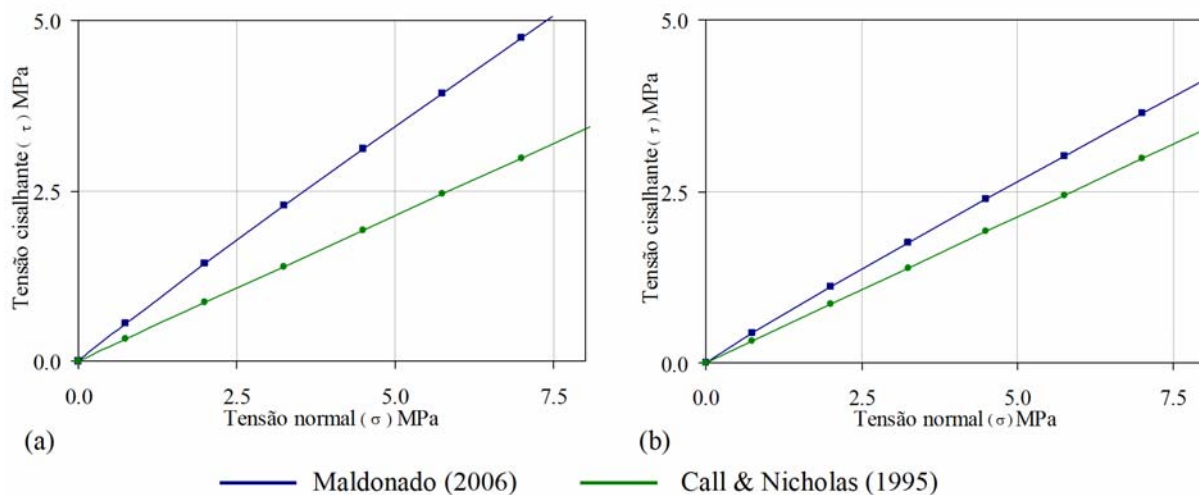 5.0
2.5
0.0
Tensão cisalhante ( τ ) MPa
0.0 2.5 5.0 7.5
Tensão normal ( σ ) MPa
(a)
5.0
2.5
0.0
Tensão cisalhante ( τ ) MPa
0.0 2.5 5.0 7.5
Tensão normal ( σ ) MPa
(b)
Maldonado (2006) Call & Nicholas (1995)